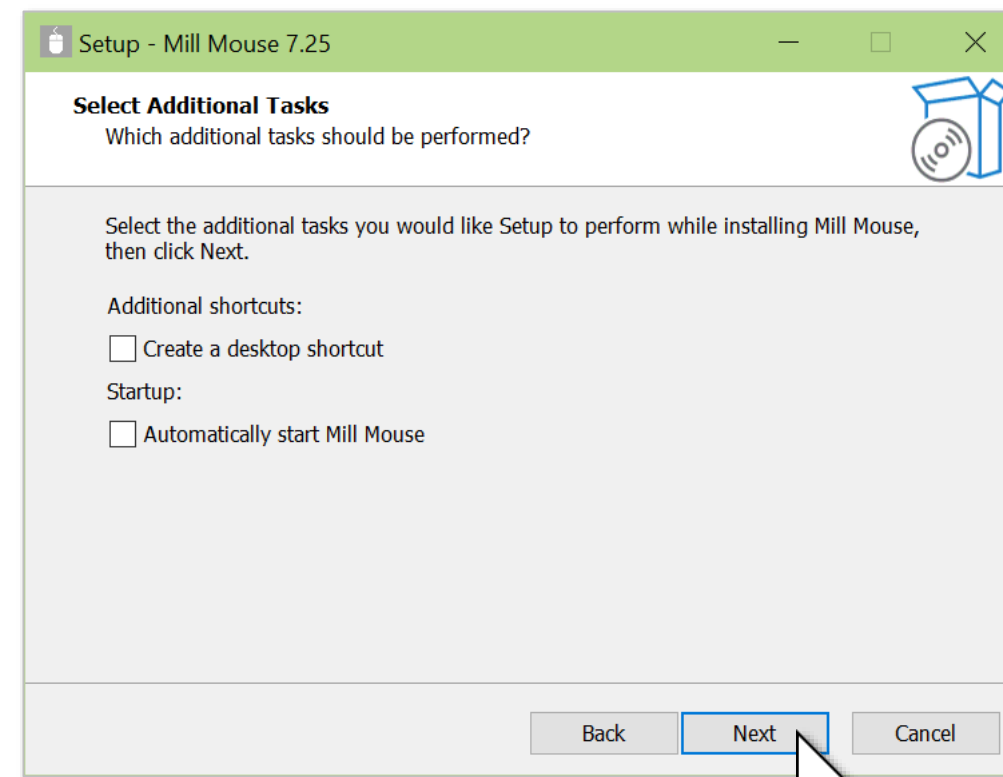 Setup - Mill Mouse 7.25
Select Additional Tasks
Which additional tasks should be performed?
Select the additional tasks you would like Setup to perform while installing Mill Mouse,
then click Next.
Additional shortcuts:
Create a desktop shortcut
Startup:
Automatically start Mill Mouse
Back Next Cancel